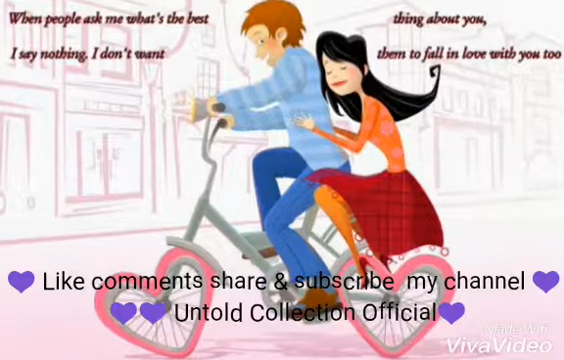 When people ask me what's the best thing about you,
I say nothing. I don't want them to fall in love with you too
💜 Like comments share & subscribe my channel 💜
💜💜 Untold Collection Official💜
Made With
VivaVideo